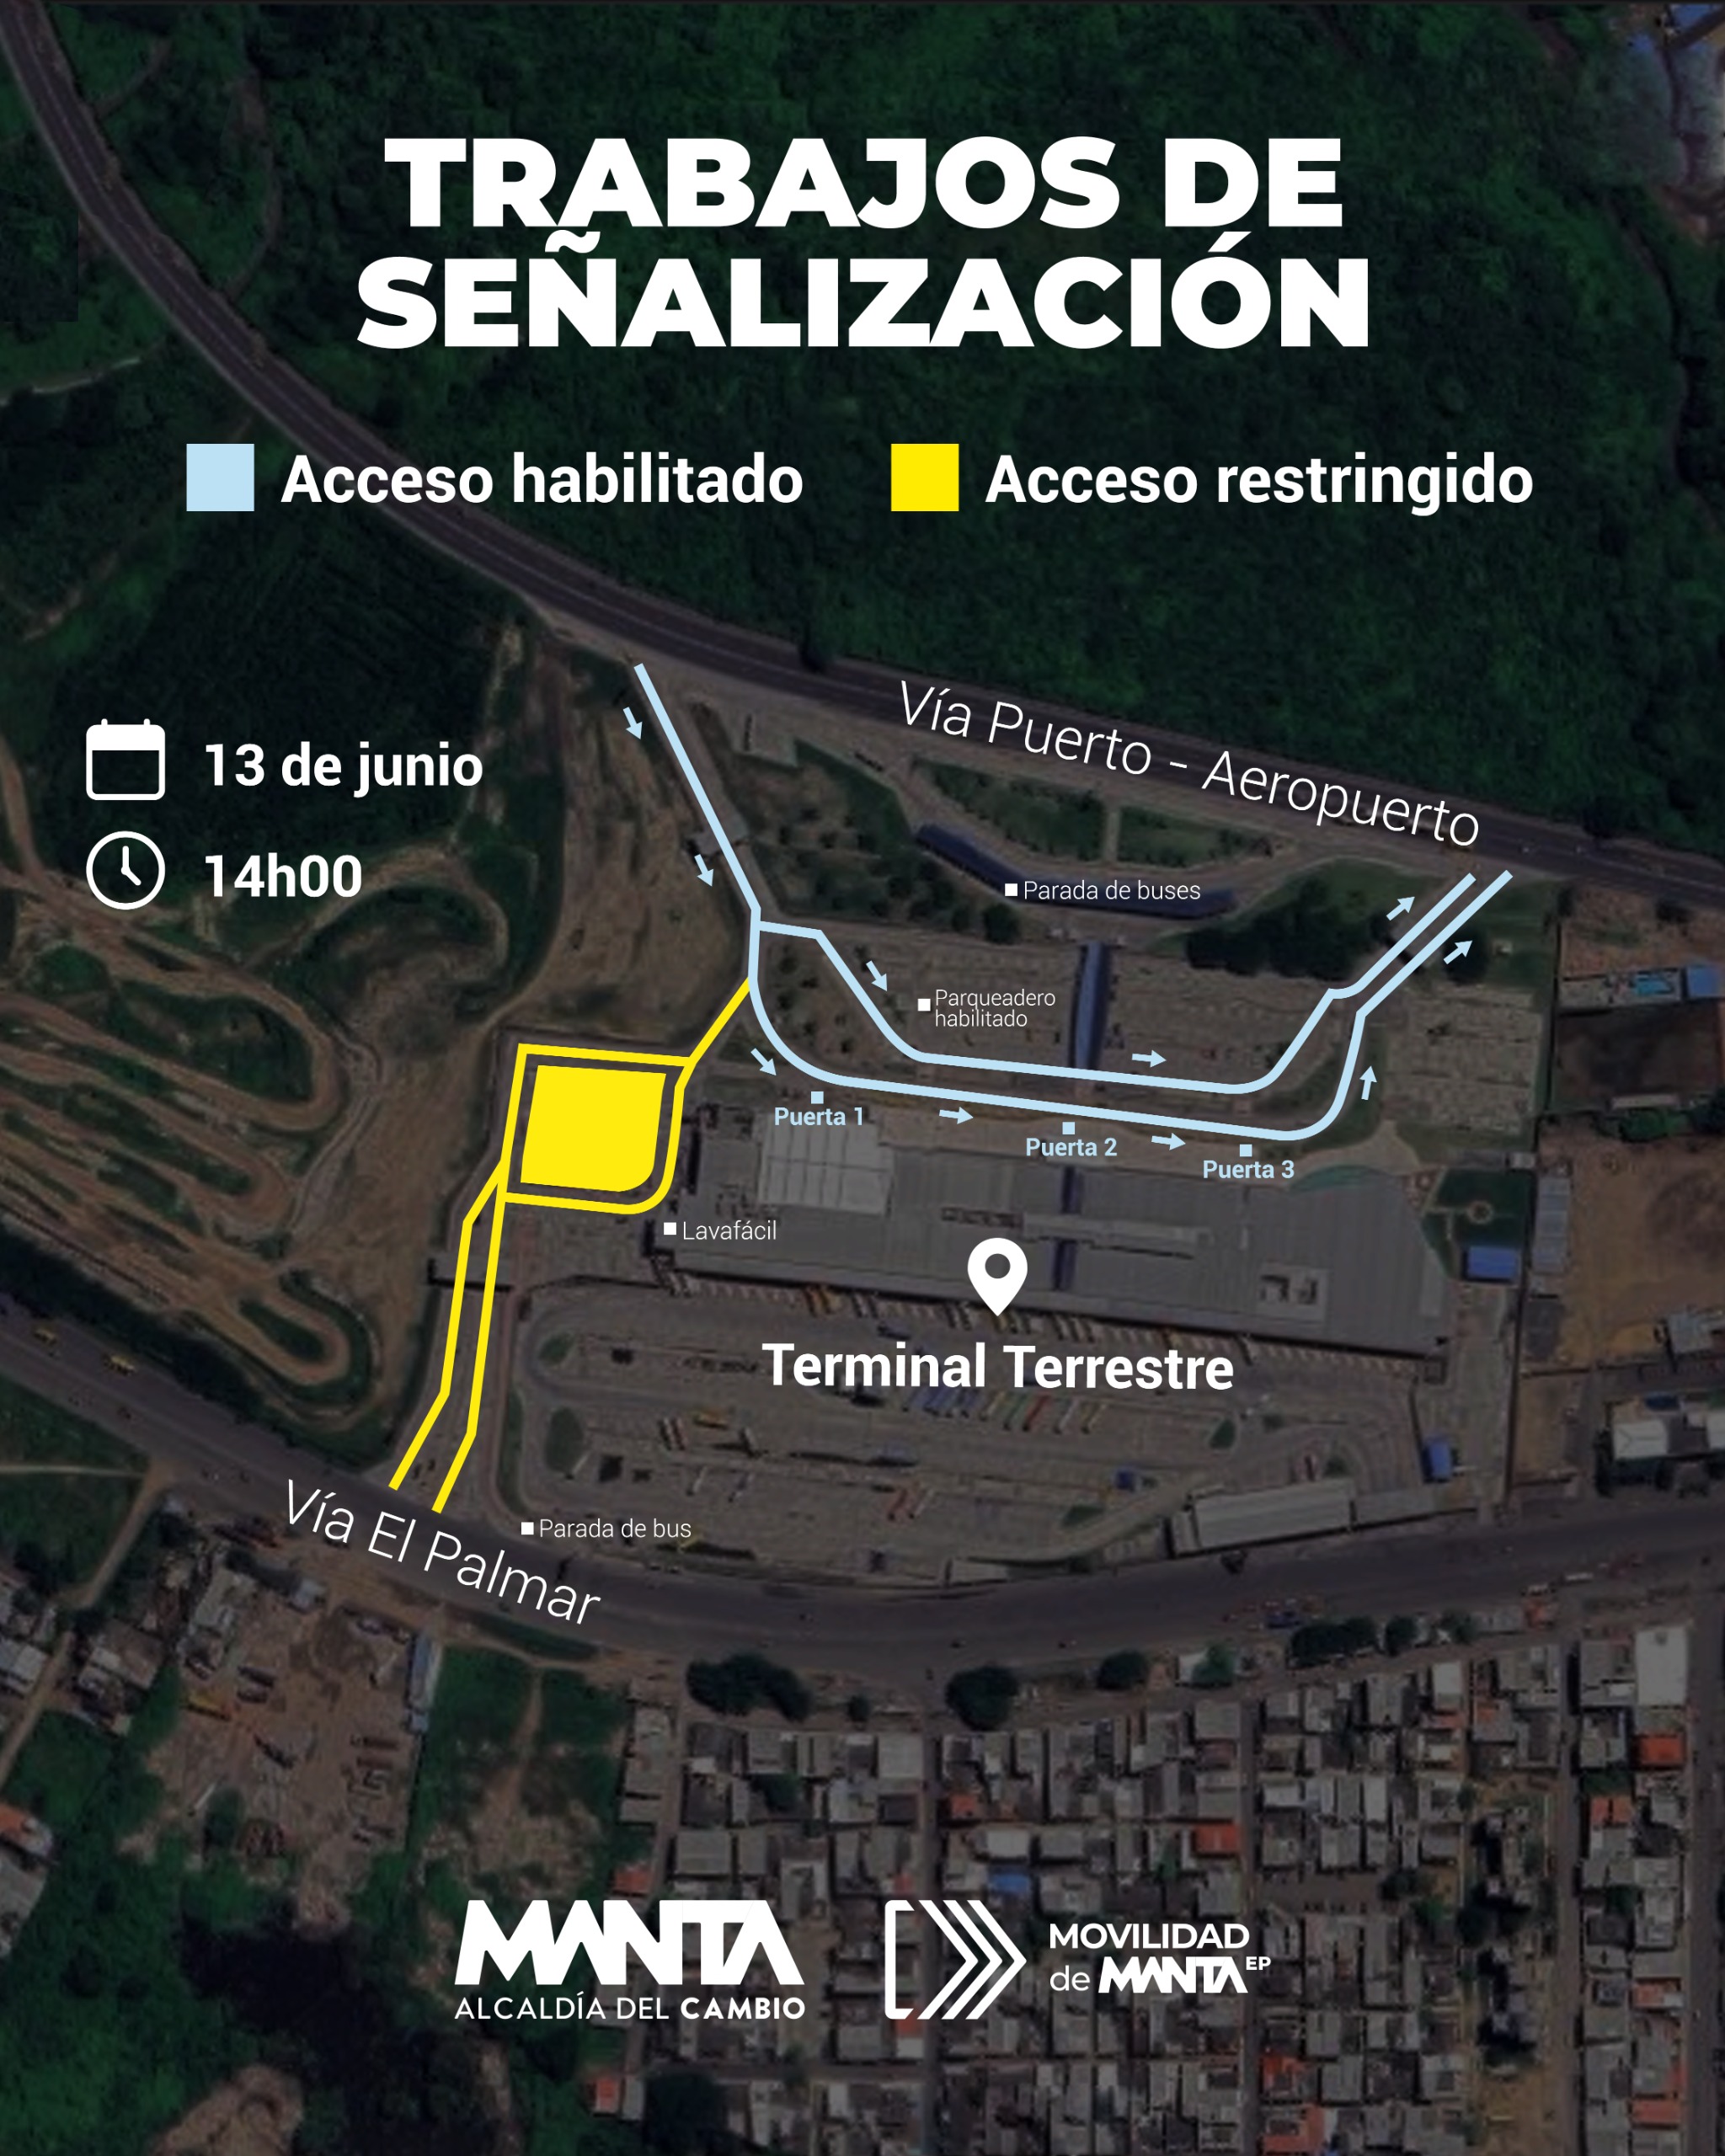 TRABAJOS DE
SEÑALIZACIÓN
Acceso habilitado
Acceso restringido
13 de junio
14h00
Vía Puerto - Aeropuerto
Parada de buses
Parqueadero
habilitado
Puerta 1
Puerta 2
Puerta 3
Lavafácil
Terminal Terrestre
Parada de bus
Vía El Palmar
MANTA
ALCALDÍA DEL CAMBIO
MOVILIDAD
de MANTA EP